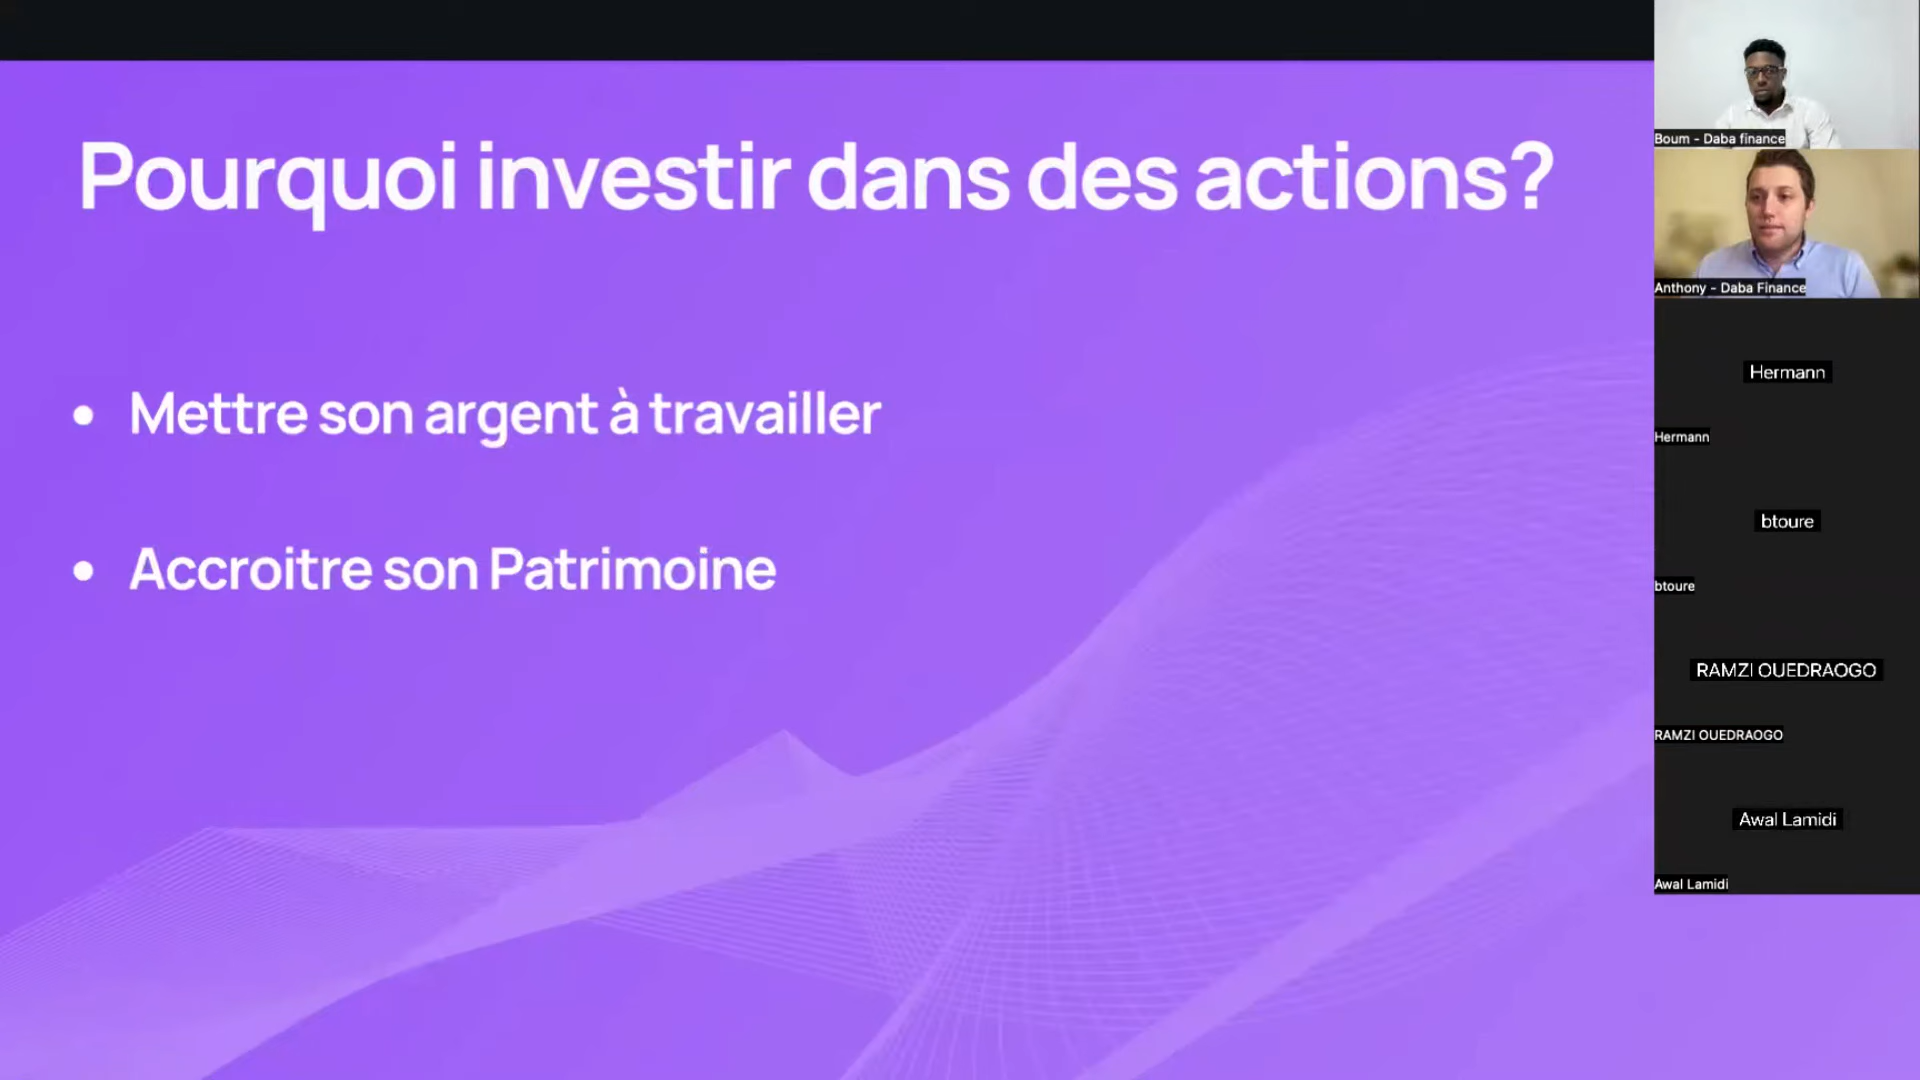 Pourquoi investir dans des actions?
• Mettre son argent à travailler
• Accroitre son Patrimoine
Boum - Daba finance
Anthony - Daba Finance
Hermann
Hermann
btoure
btoure
RAMZI OUEDRAOGO
RAMZI OUEDRAOGO
Awal Lamidi
Awal Lamidi